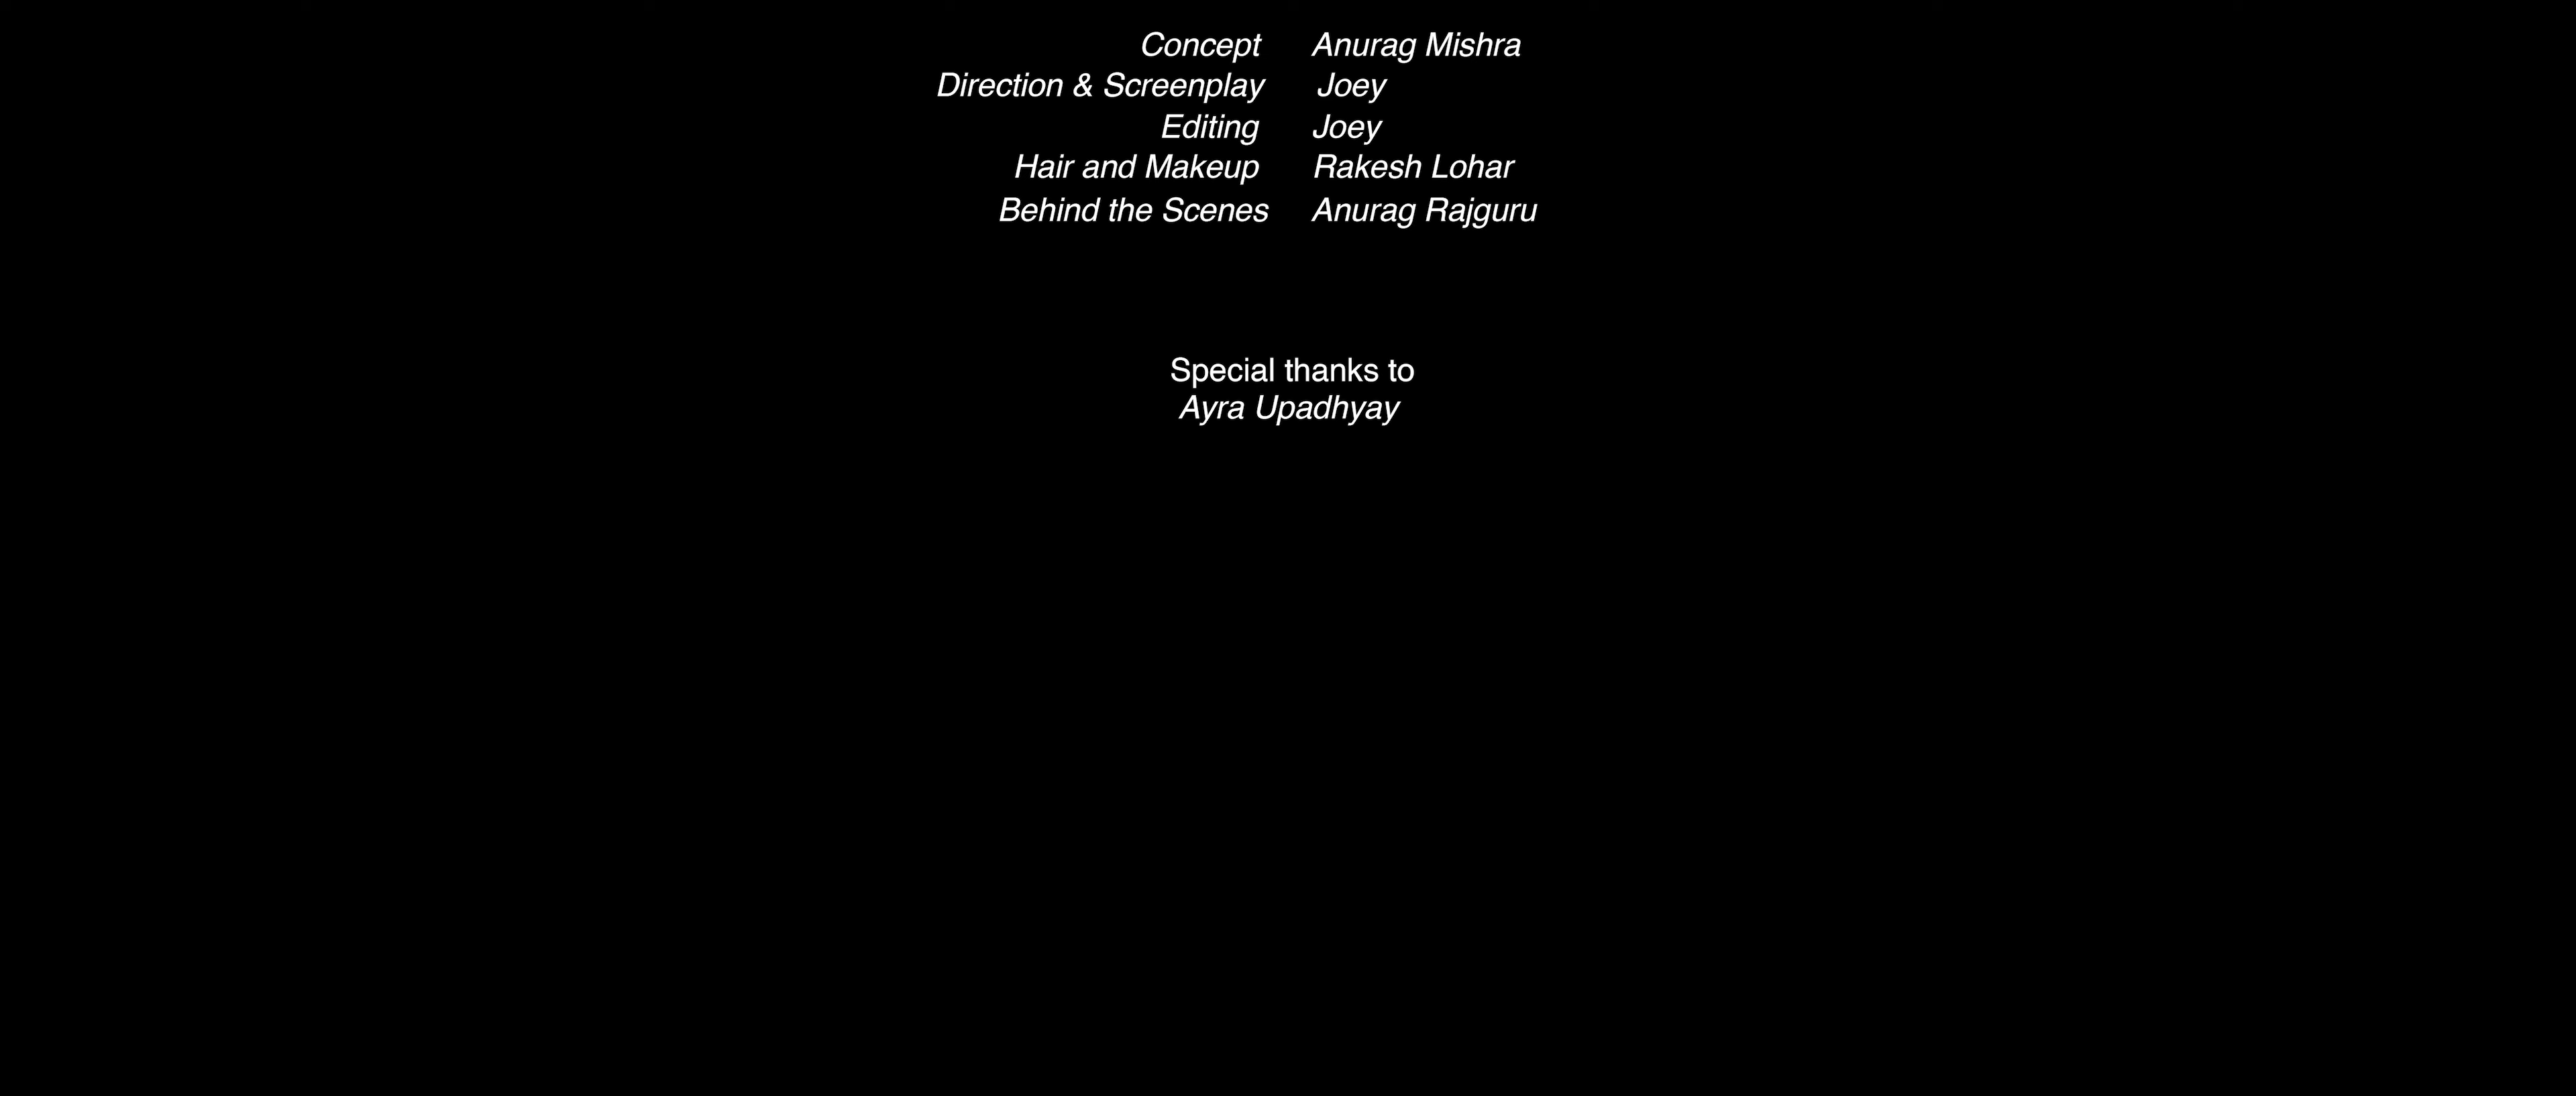 Concept Anurag Mishra
Direction & Screenplay Joey
Editing Joey
Hair and Makeup Rakesh Lohar
Behind the Scenes Anurag Rajguru
Special thanks to
Ayra Upadhyay